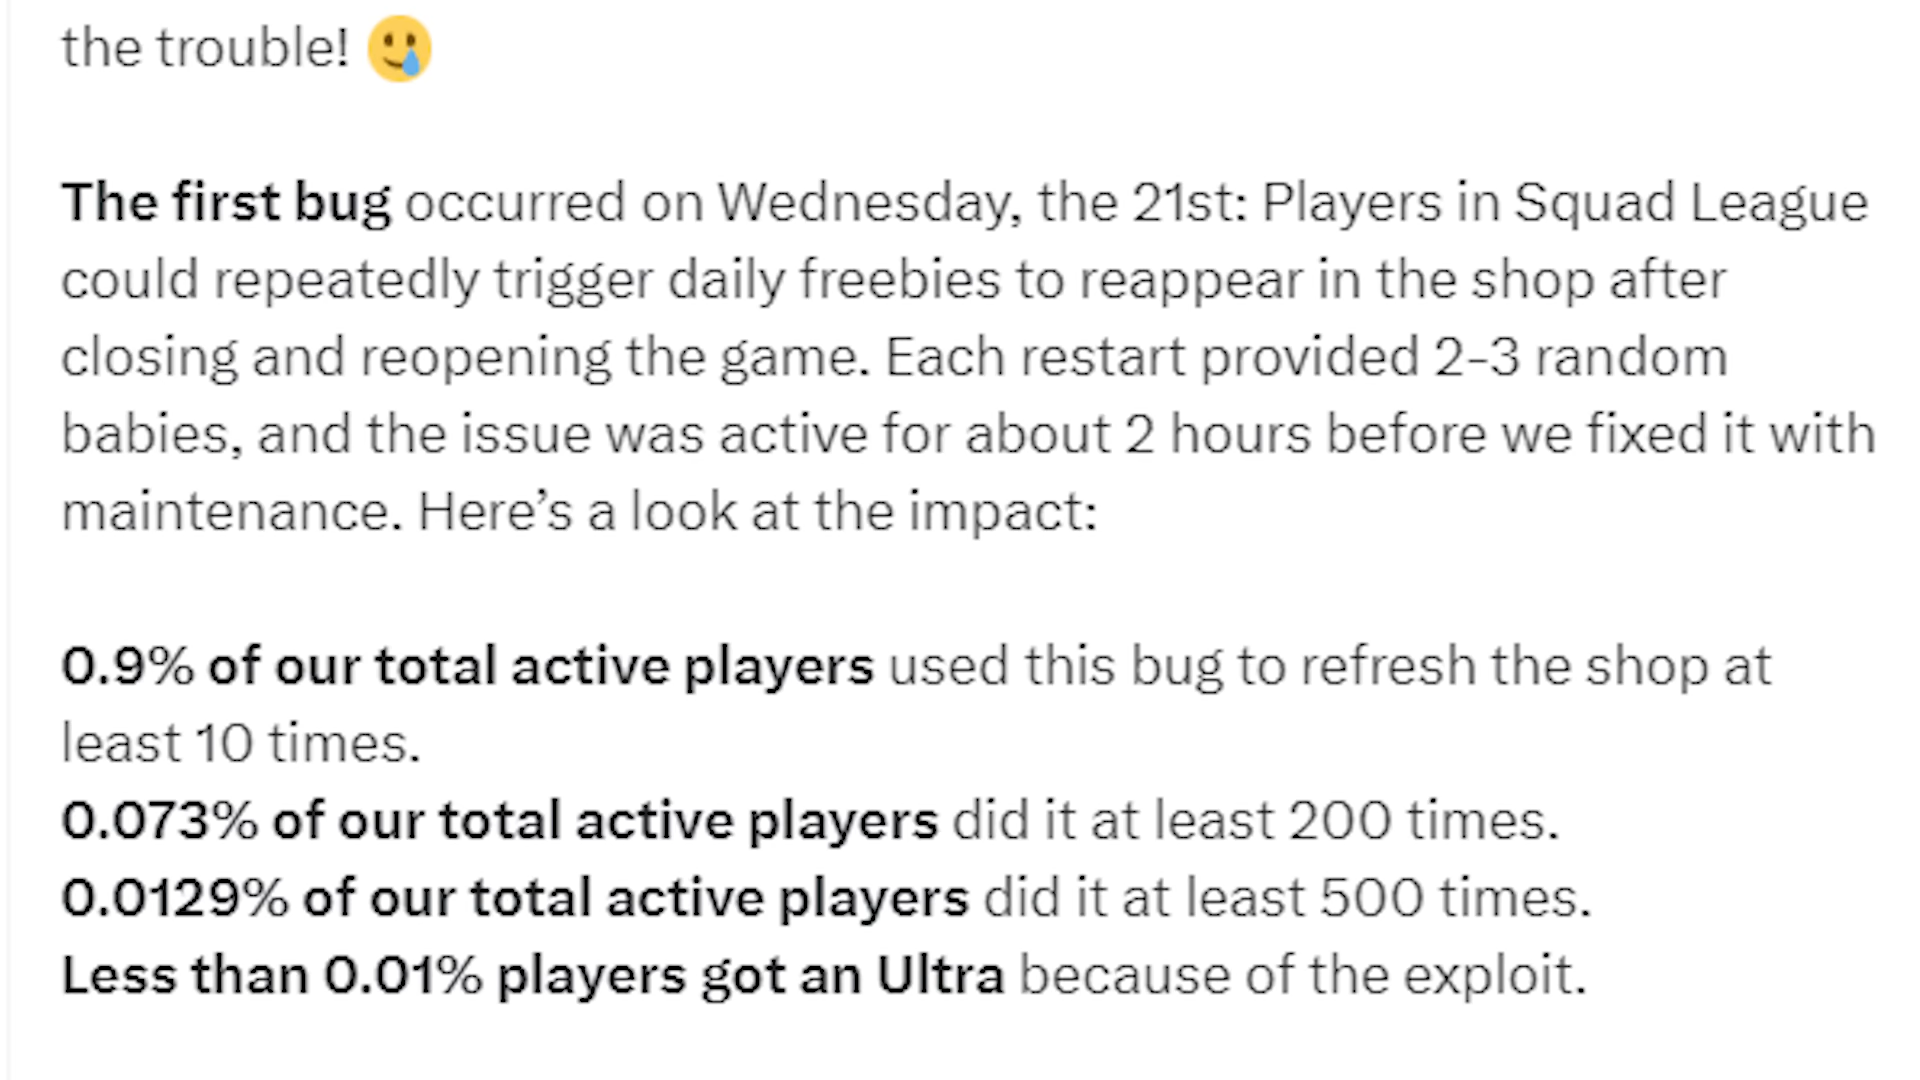 the trouble! 🥲
The first bug occurred on Wednesday, the 21st: Players in Squad League
could repeatedly trigger daily freebies to reappear in the shop after
closing and reopening the game. Each restart provided 2-3 random
babies, and the issue was active for about 2 hours before we fixed it with
maintenance. Here’s a look at the impact:
0.9% of our total active players used this bug to refresh the shop at
least 10 times.
0.073% of our total active players did it at least 200 times.
0.0129% of our total active players did it at least 500 times.
Less than 0.01% players got an Ultra because of the exploit.